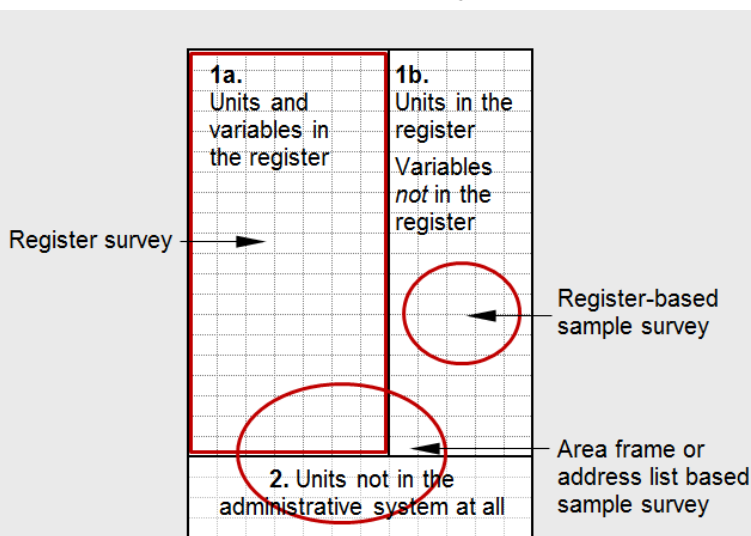 1a.
Units and
variables in
the register
1b.
Units in the
register
Variables
not in the
register
Register survey
Register-based
sample survey
Area frame or
address list based
sample survey
2. Units not in the
administrative system at all